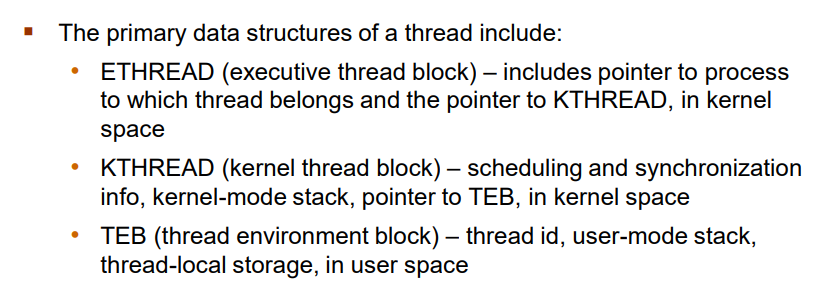 ▪ The primary data structures of a thread include:
• ETHREAD (executive thread block) – includes pointer to process
to which thread belongs and the pointer to KTHREAD, in kernel
space
• KTHREAD (kernel thread block) – scheduling and synchronization
info, kernel-mode stack, pointer to TEB, in kernel space
• TEB (thread environment block) – thread id, user-mode stack,
thread-local storage, in user space